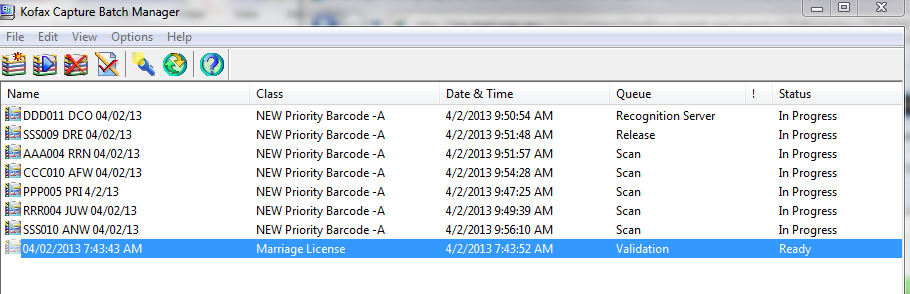 Kofax Capture Batch Manager
File Edit View Options Help
Name Class Date & Time Queue ! Status
DDD011 DCO 04/02/13 NEW Priority Barcode -A 4/2/2013 9:50:54 AM Recognition Server In Progress
SSS009 DRE 04/02/13 NEW Priority Barcode -A 4/2/2013 9:51:48 AM Release In Progress
AAA004 RRN 04/02/13 NEW Priority Barcode -A 4/2/2013 9:51:57 AM Scan In Progress
CCC010 AFW 04/02/13 NEW Priority Barcode -A 4/2/2013 9:54:28 AM Scan In Progress
PPP005 PRI 4/2/13 NEW Priority Barcode -A 4/2/2013 9:47:25 AM Scan In Progress
RRR004 JUW 04/02/13 NEW Priority Barcode -A 4/2/2013 9:49:39 AM Scan In Progress
SSS010 ANW 04/02/13 NEW Priority Barcode -A 4/2/2013 9:56:10 AM Scan In Progress
04/02/2013 7:43:43 AM Marriage License 4/2/2013 7:43:52 AM Validation Ready